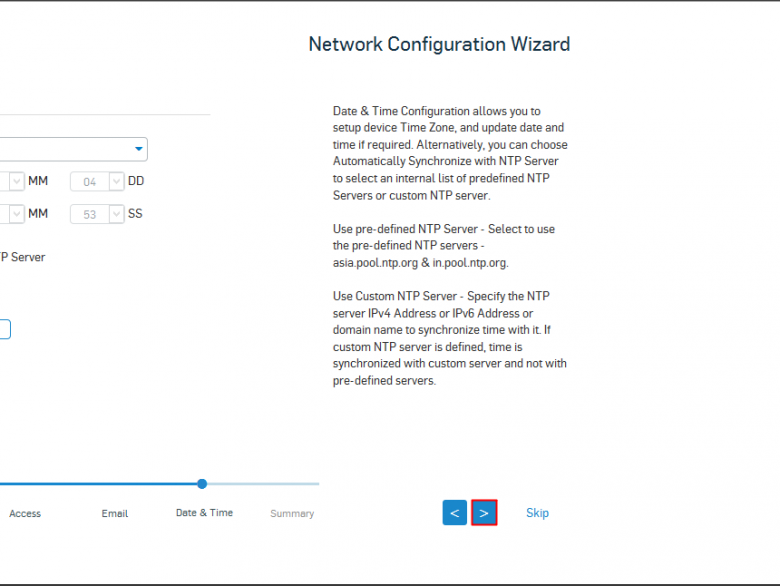 Network Configuration Wizard
MM 04 DD
MM 53 SS
P Server
Date & Time Configuration allows you to
setup device Time Zone, and update date and
time if required. Alternatively, you can choose
Automatically Synchronize with NTP Server
to select an internal list of predefined NTP
Servers or custom NTP server.
Use pre-defined NTP Server - Select to use
the pre-defined NTP servers -
asia.pool.ntp.org & in.pool.ntp.org.
Use Custom NTP Server - Specify the NTP
server IPv4 Address or IPv6 Address or
domain name to synchronize time with it. If
custom NTP server is defined, time is
synchronized with custom server and not with
pre-defined servers.
Access Email Date & Time Summary
< > Skip